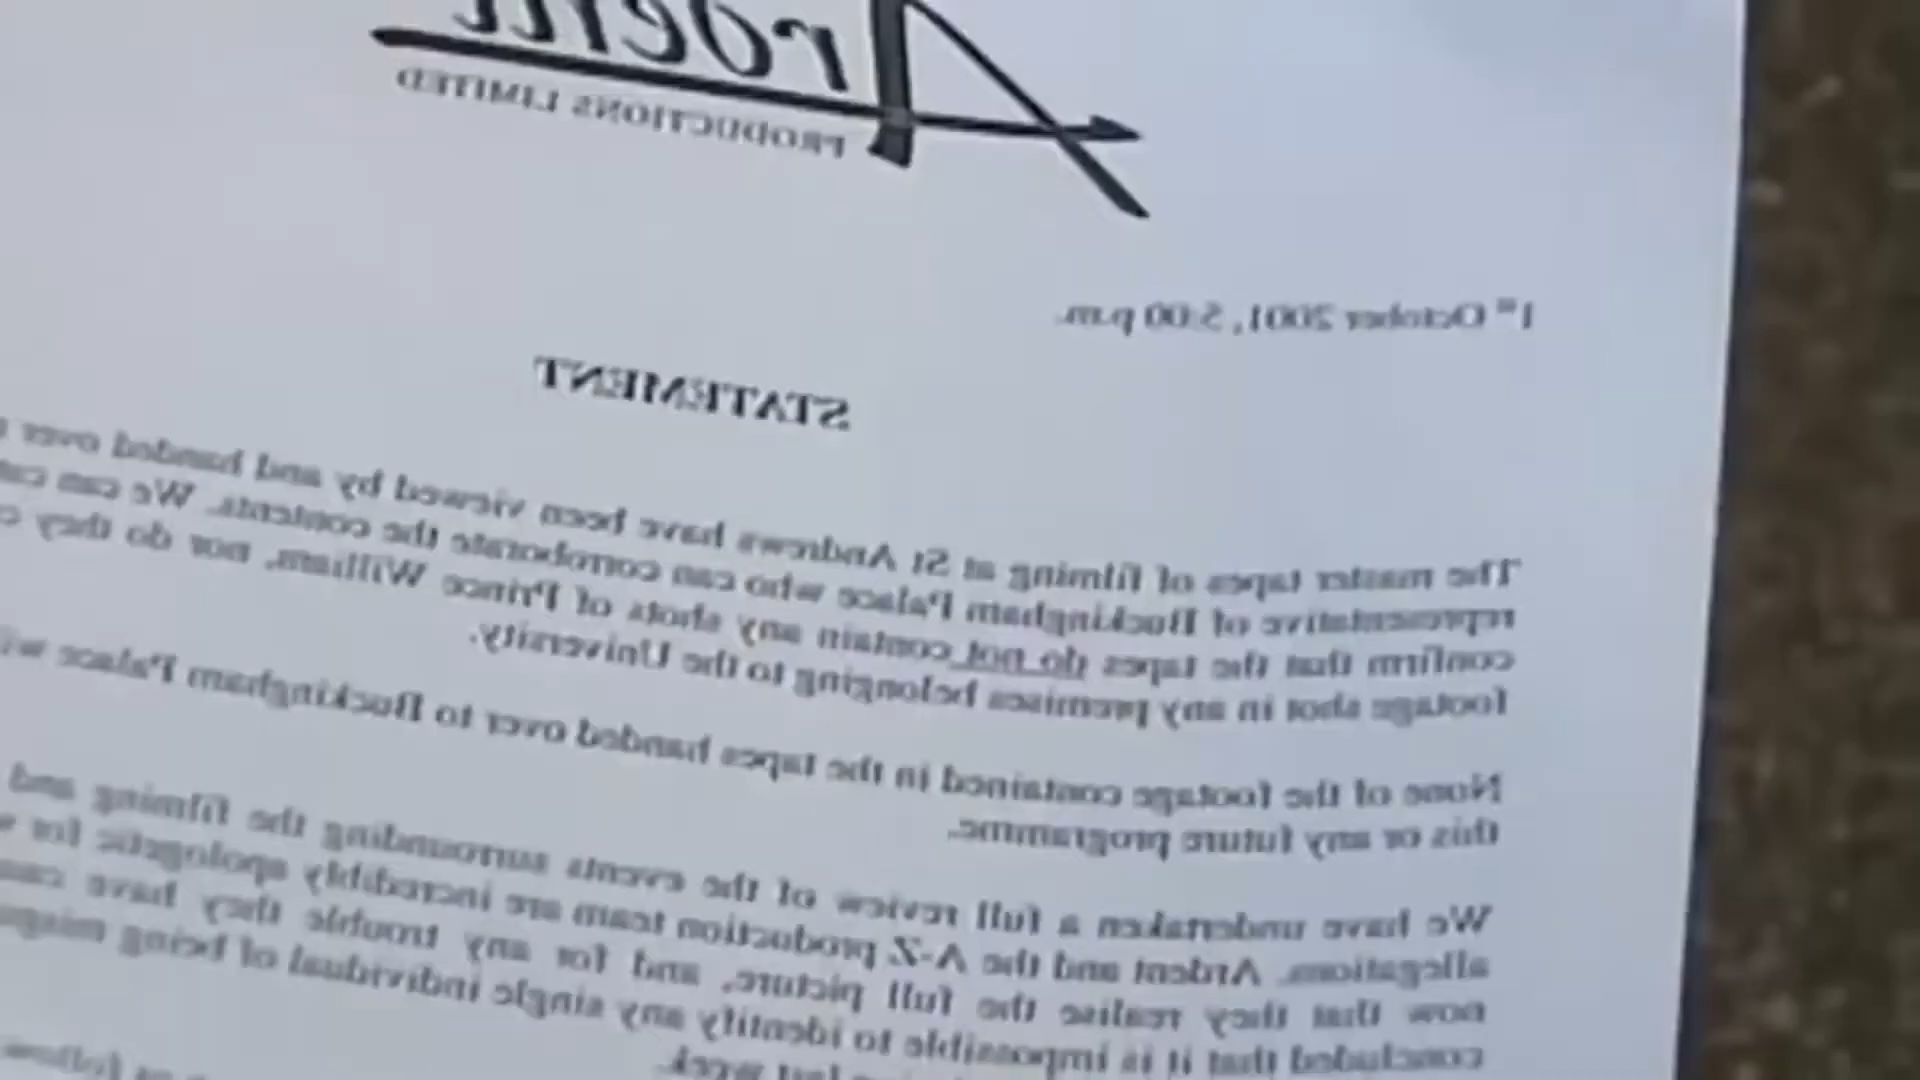 Ardent
PRODUCTIONS LIMITED
1st October 2001, 5:00 p.m.
STATEMENT
The master tapes of filming at St Andrews have been viewed by and handed over
representative of Buckingham Palace who can corroborate the contents. We can
confirm that the tapes do not contain any shots of Prince William, nor do they
footage shot in any premises belonging to the University.
None of the footage contained in the tapes handed over to Buckingham Palace
this or any future programme.
We have undertaken a full review of the events surrounding the filming and
allegations. Ardent and the A-Z production team are incredibly apologetic for
now that they realise the full picture, and for any trouble they have
concluded that it is impossible to identify any single individual of being
last week.
follow